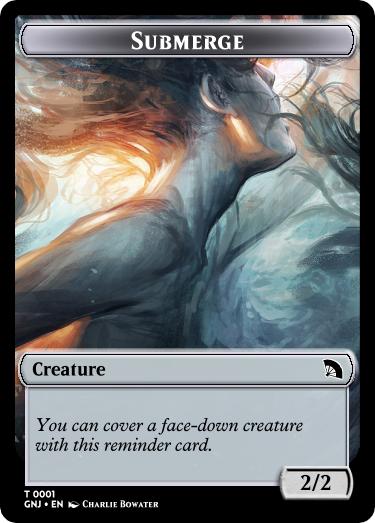 Submerge
Creature
You can cover a face-down creature
with this reminder card.
2/2
T 0001
GNJ • EN Charlie Bowater